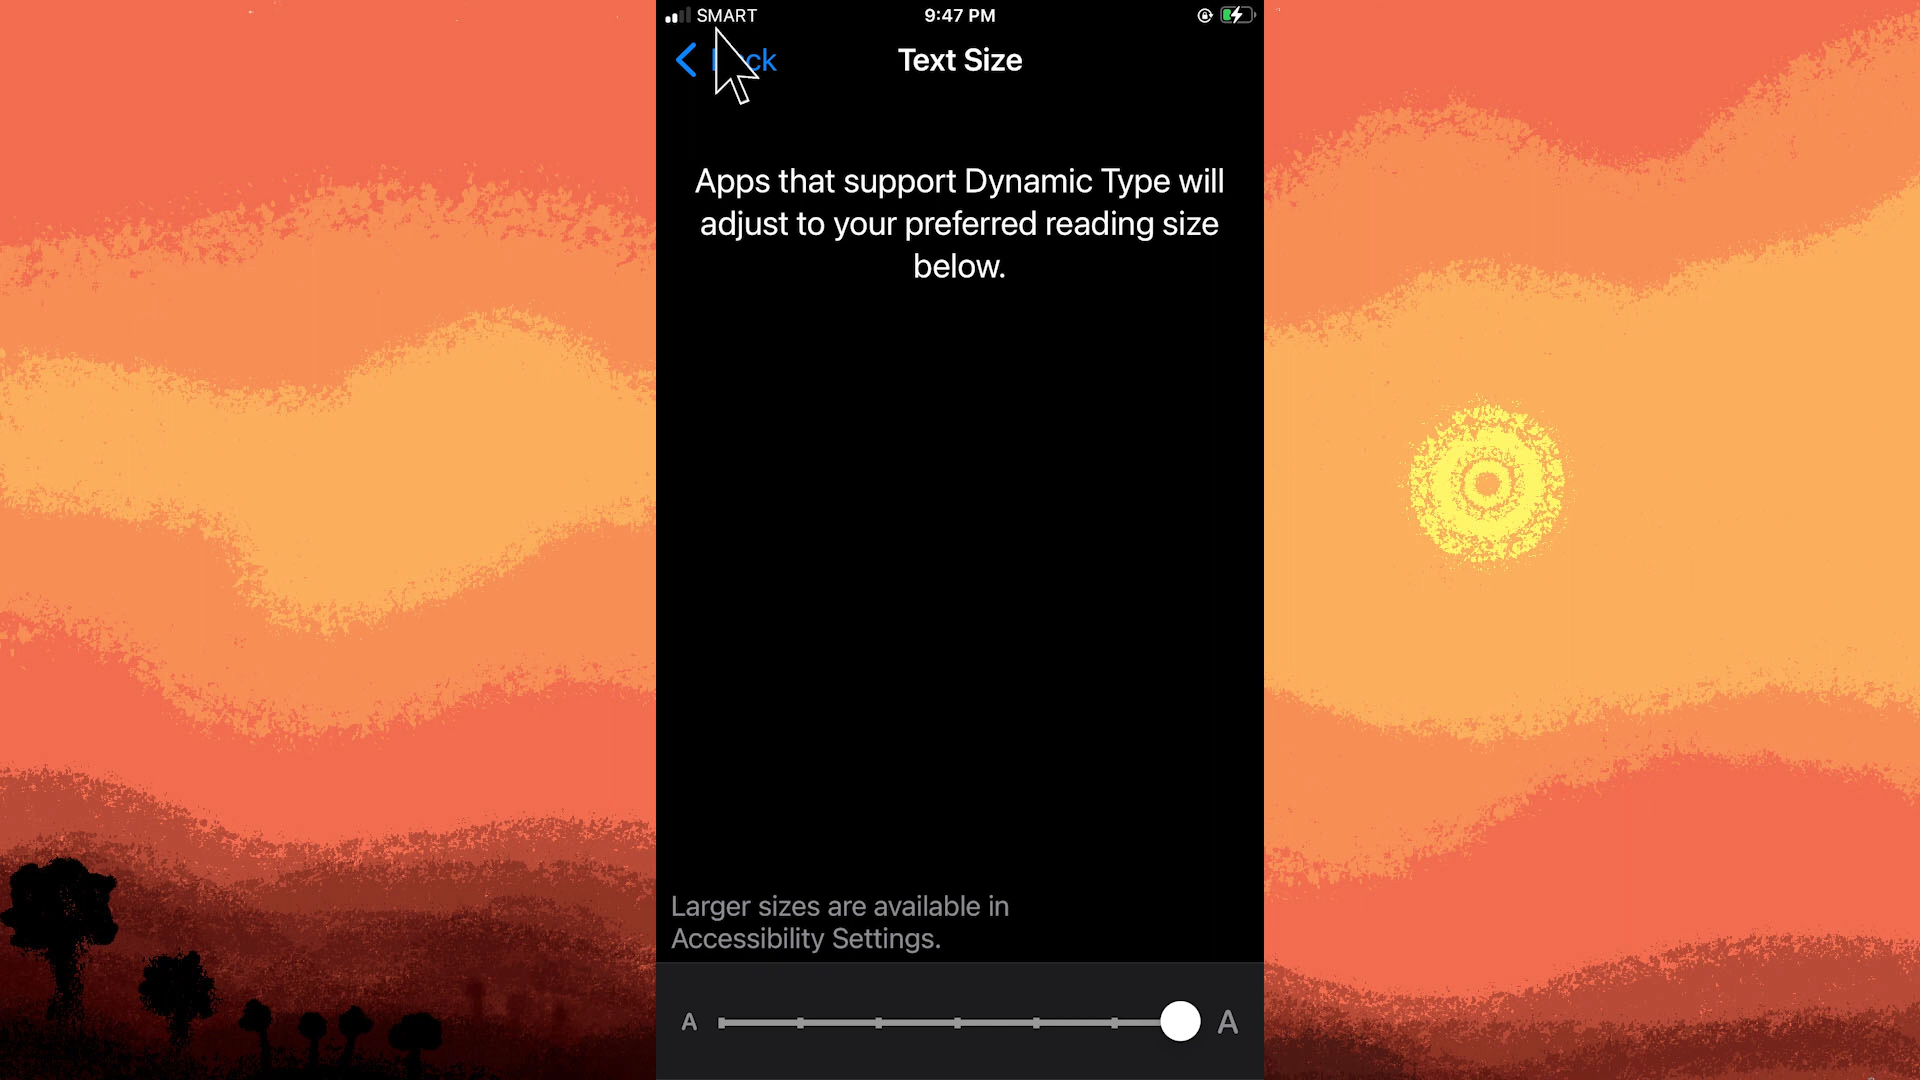 SMART 9:47 PM
Text Size
Apps that support Dynamic Type will
adjust to your preferred reading size
below.
Larger sizes are available in
Accessibility Settings.
A A